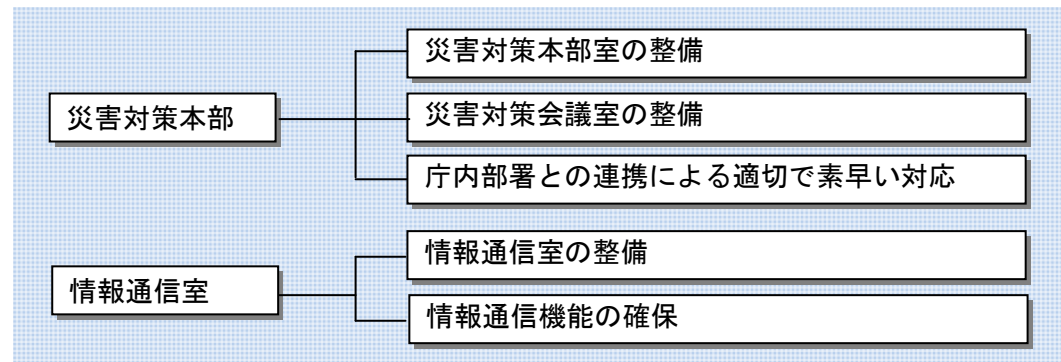 災害対策本部
災害対策本部室の整備
災害対策会議室の整備
庁内部署との連携による適切で素早い対応
情報通信室
情報通信室の整備
情報通信機能の確保